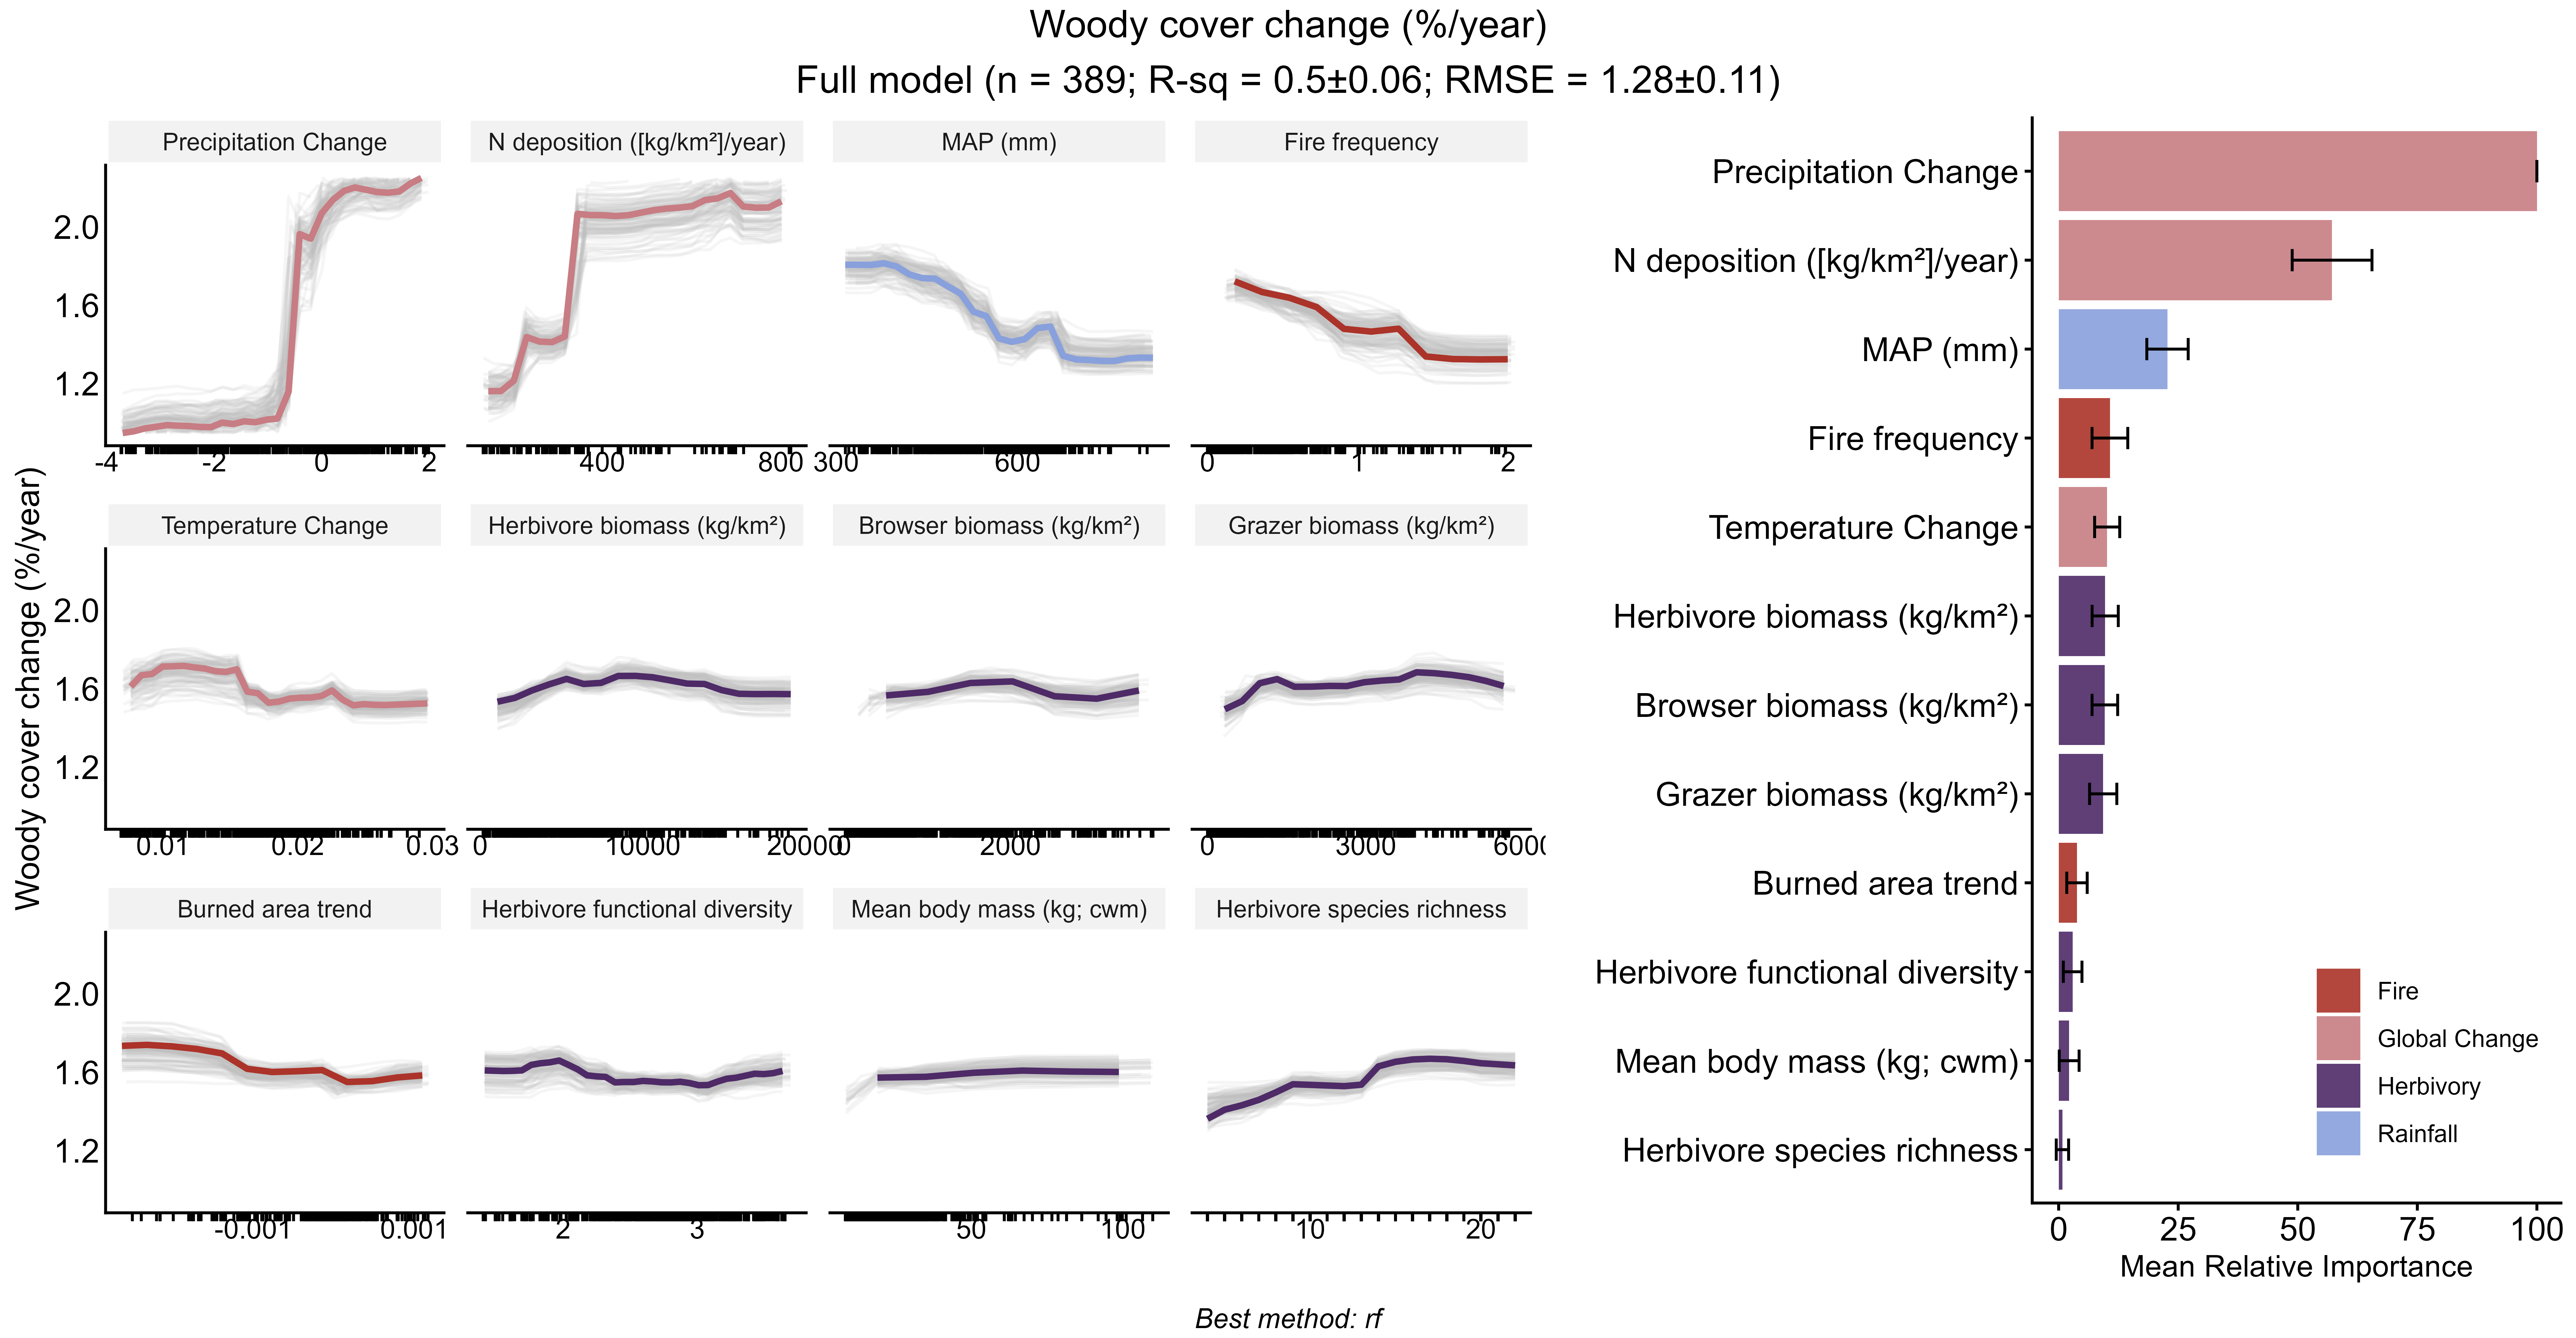 Woody cover change (%/year)
Full model (n = 389; R-sq = 0.5±0.06; RMSE = 1.28±0.11)
Woody cover change (%/year)
Precipitation Change
N deposition ([kg/km²]/year)
MAP (mm)
Fire frequency
2.0
1.6
1.2
-4 -2 0 2
400 800
300 600
0 1 2
Temperature Change
Herbivore biomass (kg/km²)
Browser biomass (kg/km²)
Grazer biomass (kg/km²)
2.0
1.6
1.2
0.01 0.02 0.03
0 10000 20000
0 2000
0 3000 6000
Burned area trend
Herbivore functional diversity
Mean body mass (kg; cwm)
Herbivore species richness
2.0
1.6
1.2
-0.001 0.001
2 3
50 100
10 20
Best method: rf
Precipitation Change
N deposition ([kg/km²]/year)
MAP (mm)
Fire frequency
Temperature Change
Herbivore biomass (kg/km²)
Browser biomass (kg/km²)
Grazer biomass (kg/km²)
Burned area trend
Herbivore functional diversity
Mean body mass (kg; cwm)
Herbivore species richness
0 25 50 75 100
Mean Relative Importance
Fire
Global Change
Herbivory
Rainfall